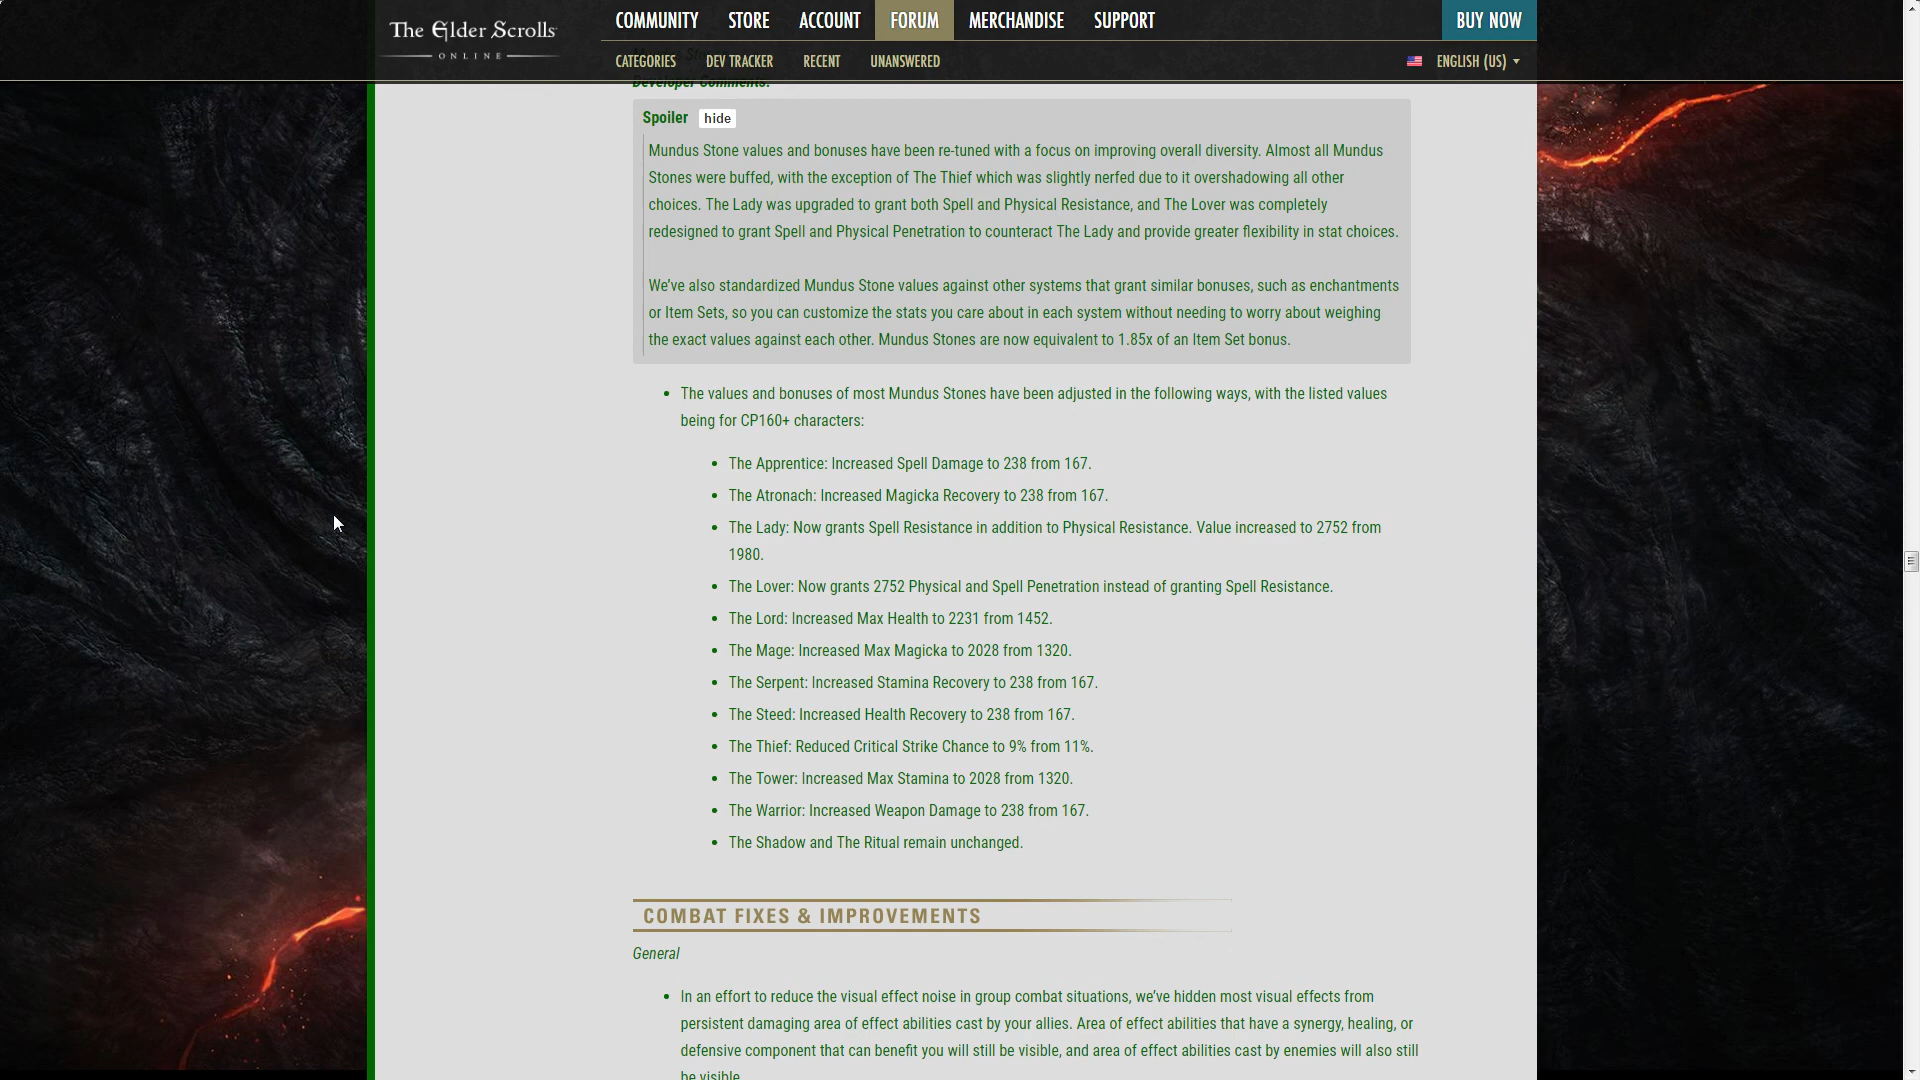 The Elder Scrolls
ONLINE
COMMUNITY STORE ACCOUNT FORUM MERCHANDISE SUPPORT BUY NOW
CATEGORIES DEV TRACKER RECENT UNANSWERED ENGLISH (US)
Developer Comments:
Spoiler hide
Mundus Stone values and bonuses have been re-tuned with a focus on improving overall diversity. Almost all Mundus
Stones were buffed, with the exception of The Thief which was slightly nerfed due to it overshadowing all other
choices. The Lady was upgraded to grant both Spell and Physical Resistance, and The Lover was completely
redesigned to grant Spell and Physical Penetration to counteract The Lady and provide greater flexibility in stat choices.
We've also standardized Mundus Stone values against other systems that grant similar bonuses, such as enchantments
or Item Sets, so you can customize the stats you care about in each system without needing to worry about weighing
the exact values against each other. Mundus Stones are now equivalent to 1.85x of an Item Set bonus.
• The values and bonuses of most Mundus Stones have been adjusted in the following ways, with the listed values
being for CP160+ characters:
• The Apprentice: Increased Spell Damage to 238 from 167.
• The Atronach: Increased Magicka Recovery to 238 from 167.
• The Lady: Now grants Spell Resistance in addition to Physical Resistance. Value increased to 2752 from
1980.
• The Lover: Now grants 2752 Physical and Spell Penetration instead of granting Spell Resistance.
• The Lord: Increased Max Health to 2231 from 1452.
• The Mage: Increased Max Magicka to 2028 from 1320.
• The Serpent: Increased Stamina Recovery to 238 from 167.
• The Steed: Increased Health Recovery to 238 from 167.
• The Thief: Reduced Critical Strike Chance to 9% from 11%.
• The Tower: Increased Max Stamina to 2028 from 1320.
• The Warrior: Increased Weapon Damage to 238 from 167.
• The Shadow and The Ritual remain unchanged.
COMBAT FIXES & IMPROVEMENTS
General
• In an effort to reduce the visual effect noise in group combat situations, we've hidden most visual effects from
persistent damaging area of effect abilities cast by your allies. Area of effect abilities that have a synergy, healing, or
defensive component that can benefit you will still be visible, and area of effect abilities cast by enemies will also still
be visible.